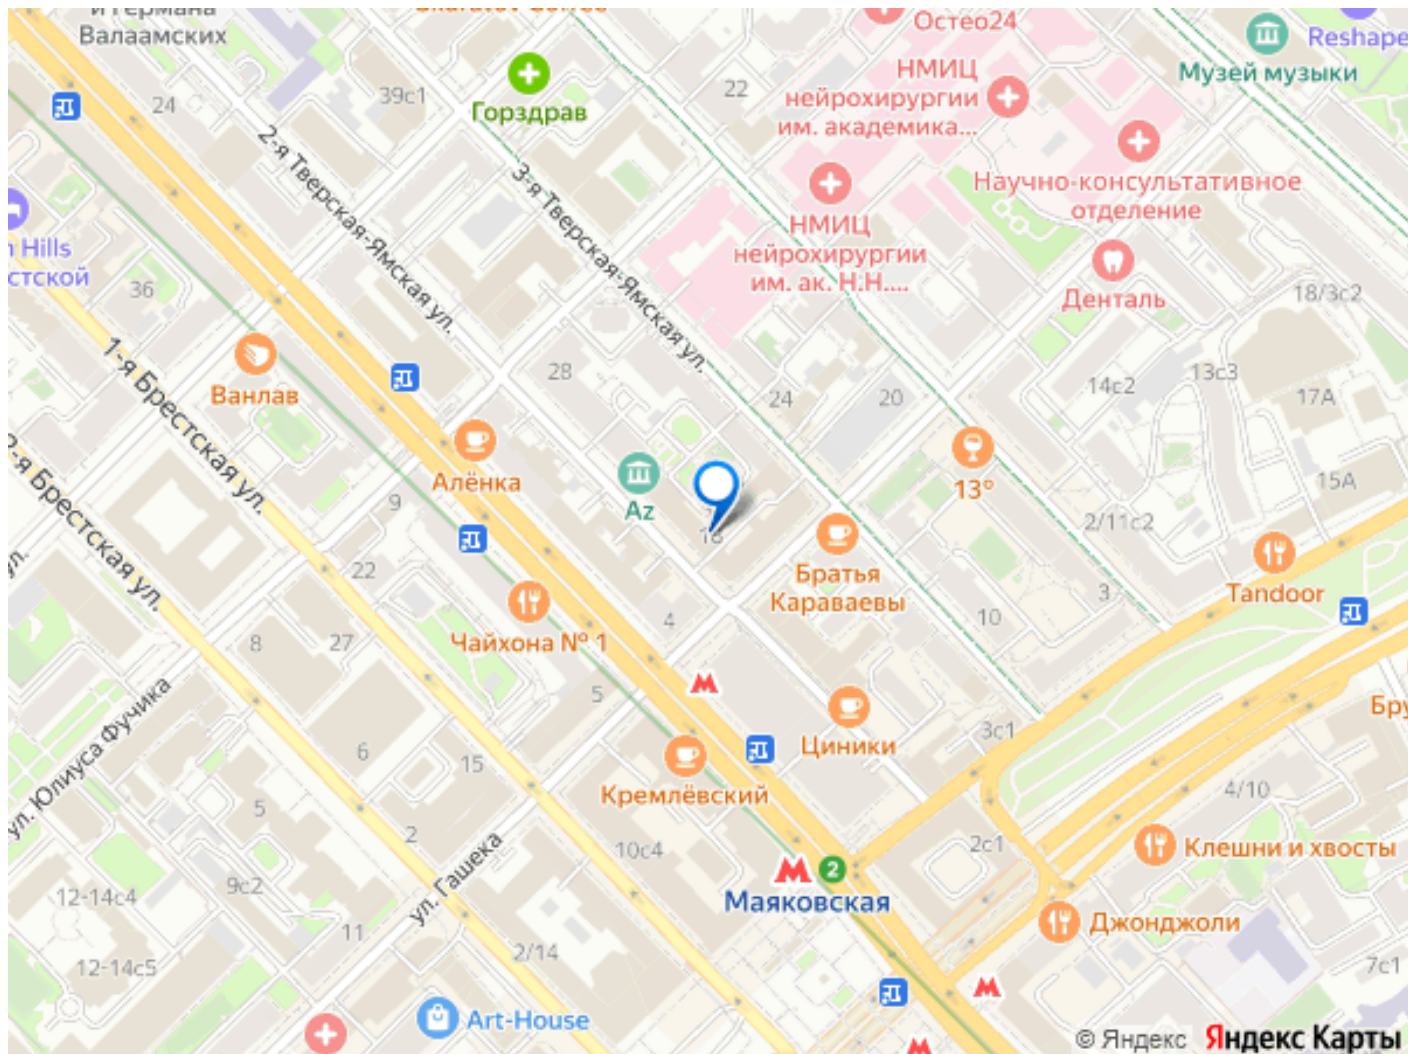 Остео24
Reshape
Валаамских
Музей музыки
НМИЦ
нейрохирургии
им. академика...
22
39с1
24
Горздрав
2-я Тверская-Ямская ул.
3-я Тверская-Ямская ул.
Научно-консультативное
отделение
НМИЦ
нейрохирургии
им. ак. Н.Н....
Hills
стской
36
Денталь
18/3с2
1-я Брестская ул.
28
Ванлав
24
20
14с2
13с3
17А
Алёнка
13°
15А
2-я Брестская ул.
9
Az
2/11с2
22
Братья
Караваевы
Tandoor
3
4
10
Чайхона № 1
8
27
5
ул. Юлиуса Фучика
Бру
3с1
Циники
6
15
Кремлёвский
4/10
5
2
10с4
2с1
Клешни и хвосты
ул. Гашека
9с2
12-14с4
2
Маяковская
Джонджоли
11
2/14
12-14с5
7с1
Art-House
© Яндекс Яндекс Карты